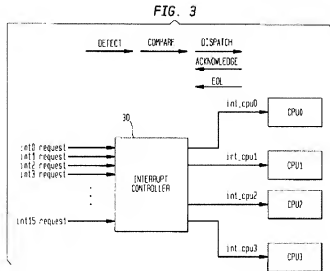 FIG. 3
DETECT COMPARE DISPATCH
ACKNOWLEDGE
EOI
30
int0 request
int1 request
int2 request
int3 request
int15 request
INTERRUPT
CONTROLLER
int_cpu0
CPU0
int_cpu1
CPU1
int_cpu2
CPU2
int_cpu3
CPU3